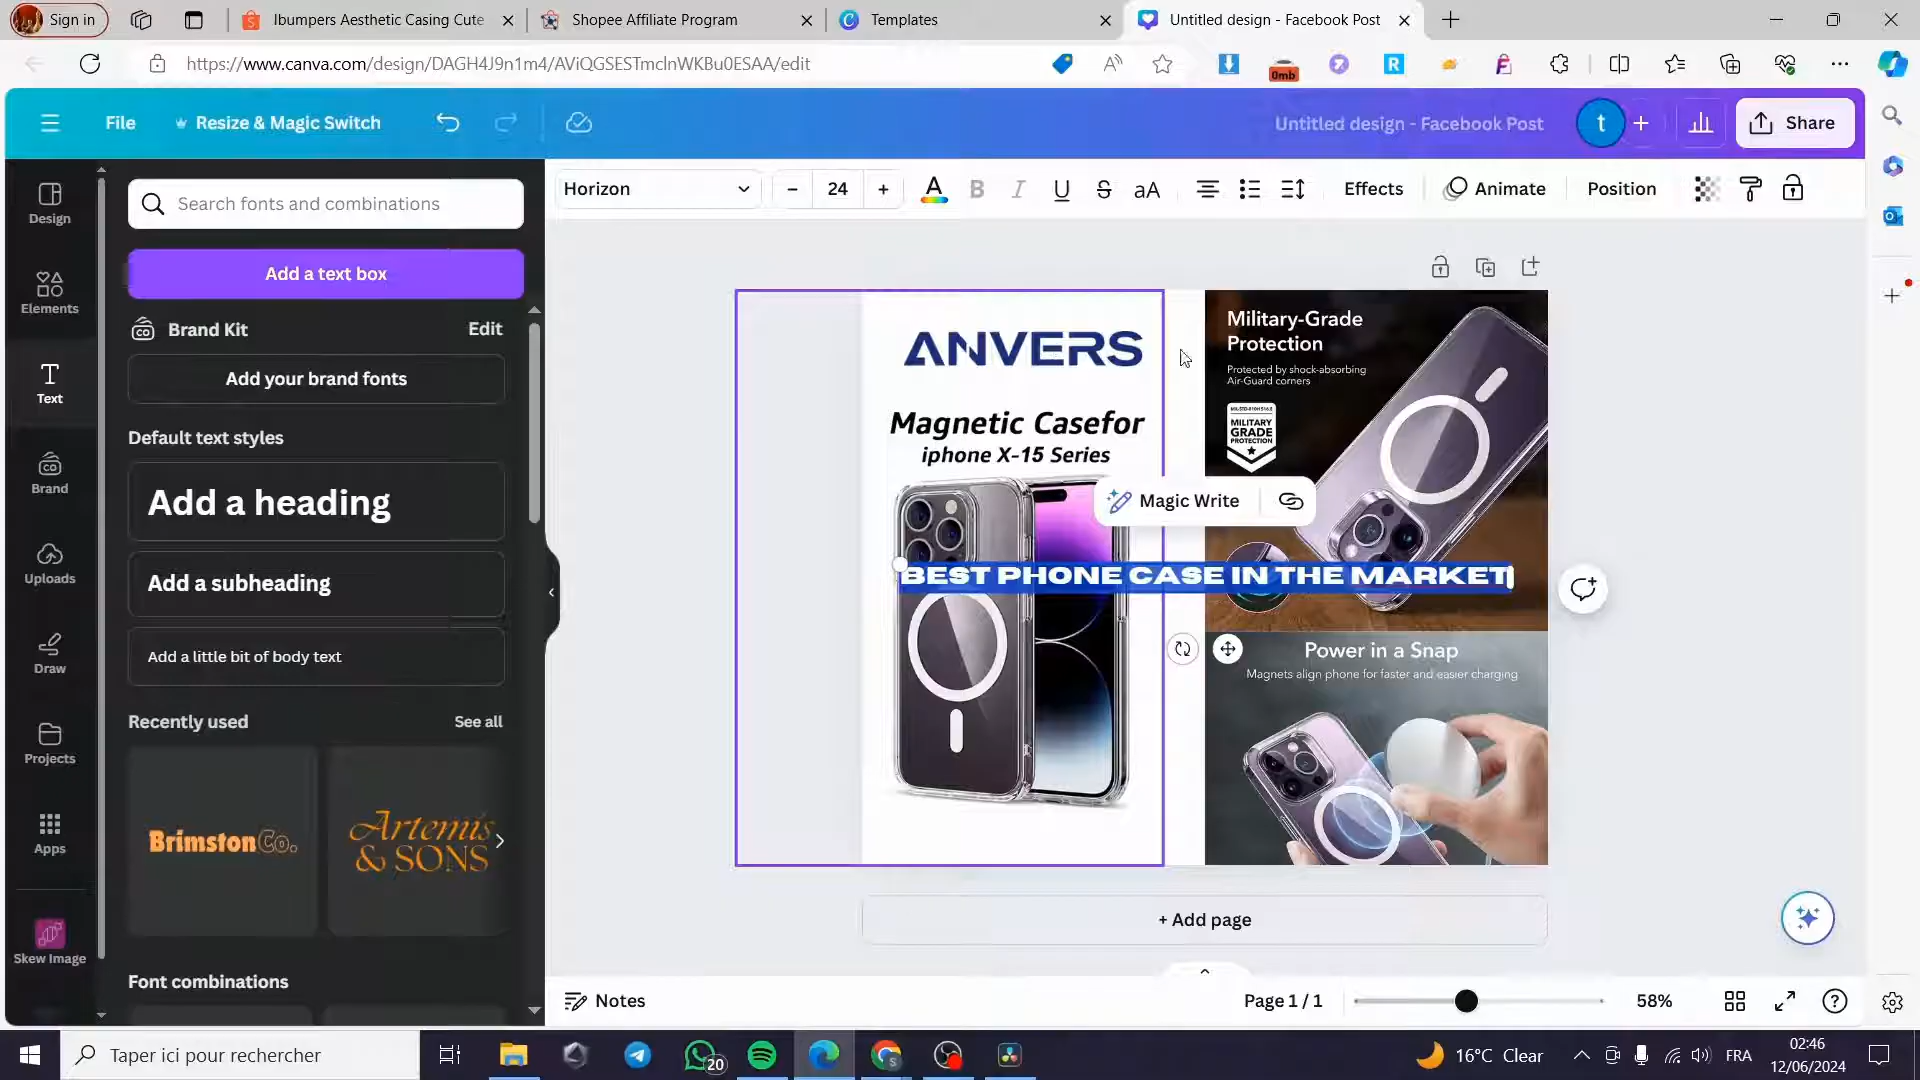 Sign in
Ibumpers Aesthetic Casing Cute
Shopee Affiliate Program
Templates
Untitled design - Facebook Post
https://www.canva.com/design/DAGH4J9n1m4/AViQGSESTmclnWKBu0ESAA/edit
0mb
File
Resize & Magic Switch
Untitled design - Facebook Post
t
Share
Design
Elements
Text
Brand
Uploads
Draw
Projects
Apps
Skew Image
Search fonts and combinations
Add a text box
Brand Kit
Edit
Add your brand fonts
Default text styles
Add a heading
Add a subheading
Add a little bit of body text
Recently used
See all
Brimston Co.
Artemis
& SONS
Font combinations
Horizon
24
A
B
I
U
S
aA
Effects
Animate
Position
ANVERS
Magnetic Casefor
iphone X-15 Series
Military-Grade
Protection
Protected by shock-absorbing
Air-Guard corners
MILITARY
GRADE
PROTECTION
Magic Write
BEST PHONE CASE IN THE MARKET
Power in a Snap
Magnets align phone for faster and easier charging
+ Add page
Notes
Page 1 / 1
58%
Taper ici pour rechercher
20
16°C Clear
FRA
02:46
12/06/2024